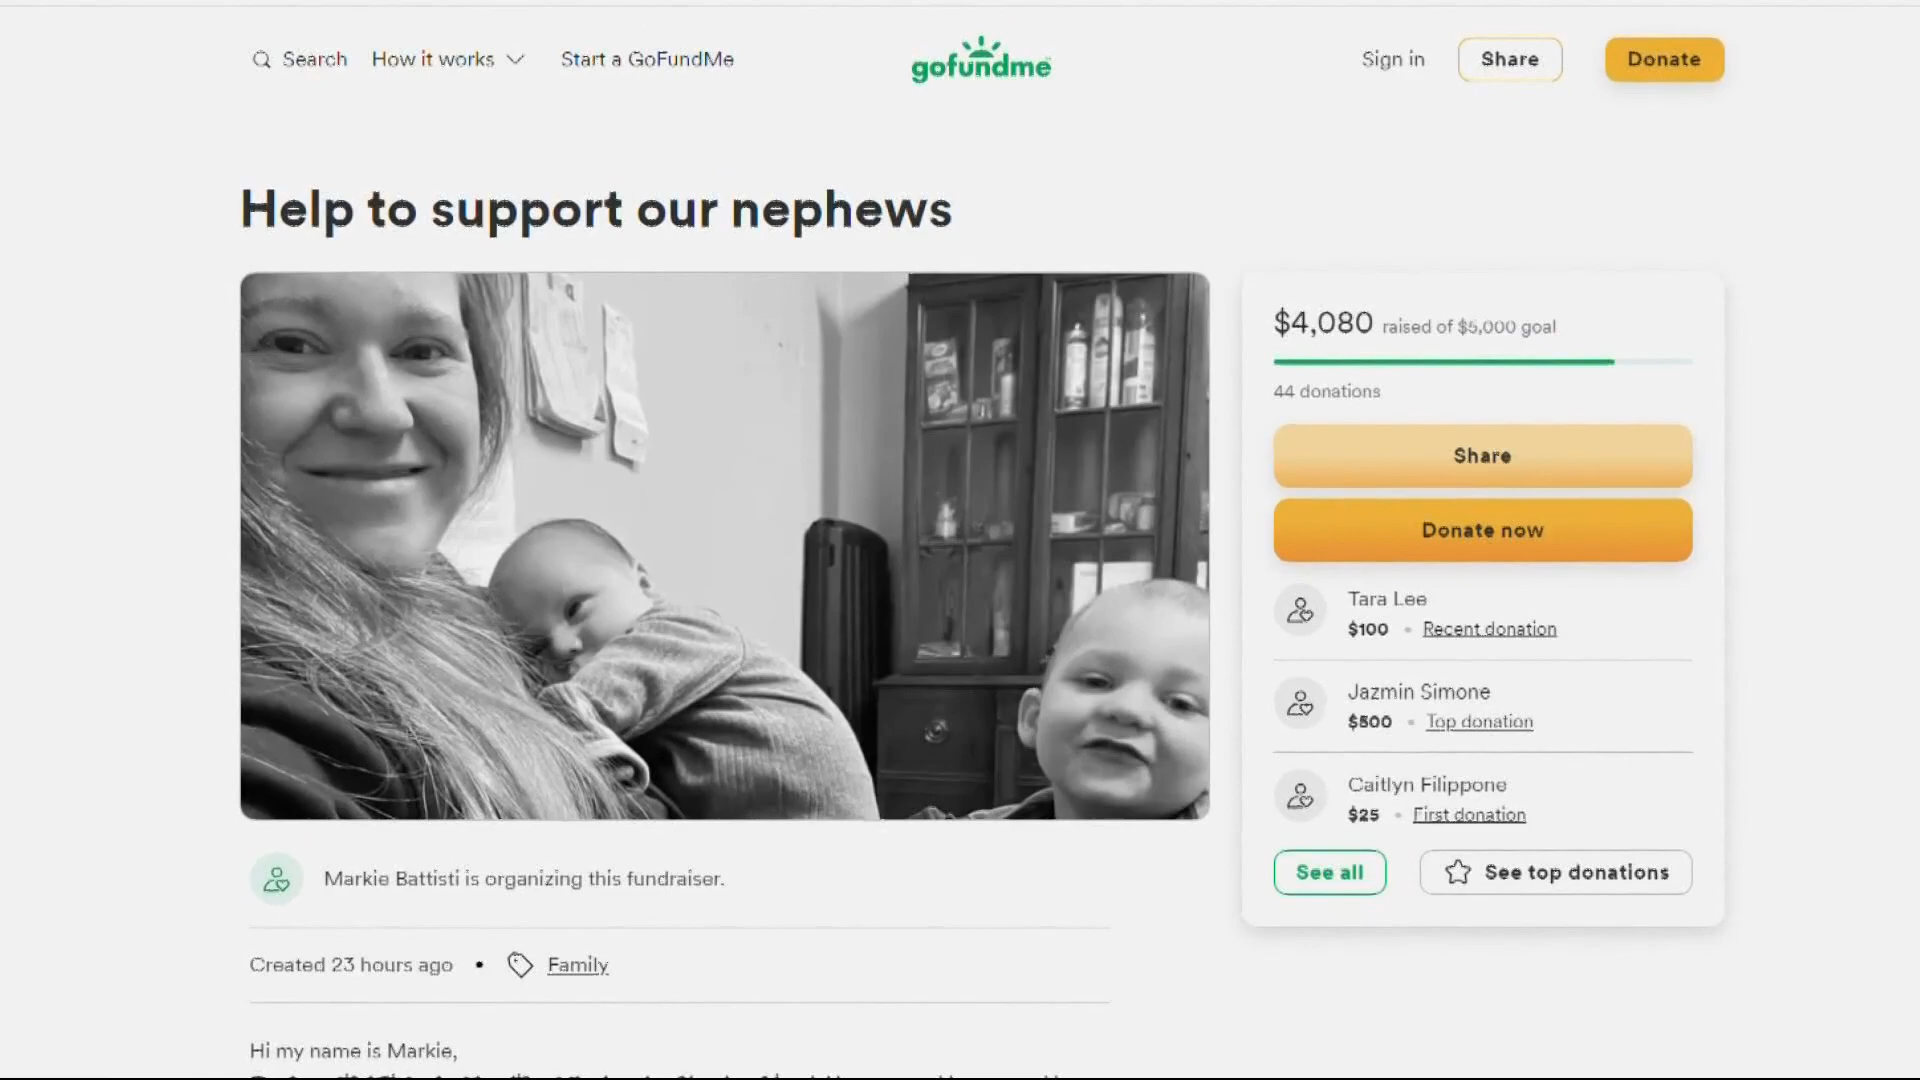 Search How it works Start a GoFundMe gofundme Sign in Share Donate
Help to support our nephews
$4,080 raised of $5,000 goal
44 donations
Share
Donate now
Tara Lee
$100 • Recent donation
Jazmin Simone
$500 • Top donation
Caitlyn Filippone
$25 • First donation
See all See top donations
Markie Battisti is organizing this fundraiser.
Created 23 hours ago • Family
Hi my name is Markie,